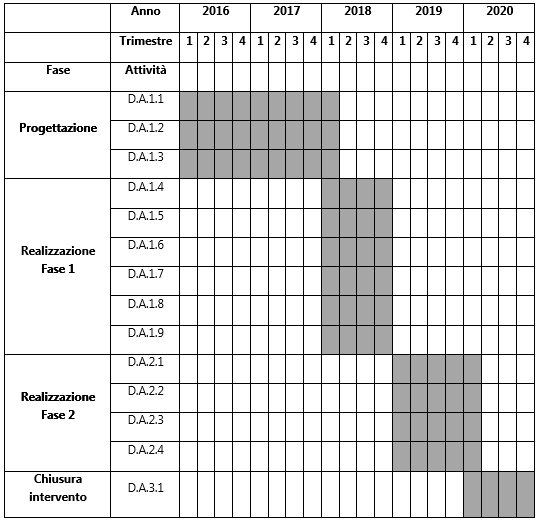 Anno 2016 2017 2018 2019 2020
Trimestre 1 2 3 4 1 2 3 4 1 2 3 4 1 2 3 4 1 2 3 4
Fase Attività
Progettazione
D.A.1.1
D.A.1.2
D.A.1.3
Realizzazione
Fase 1
D.A.1.4
D.A.1.5
D.A.1.6
D.A.1.7
D.A.1.8
D.A.1.9
Realizzazione
Fase 2
D.A.2.1
D.A.2.2
D.A.2.3
D.A.2.4
Chiusura
intervento
D.A.3.1